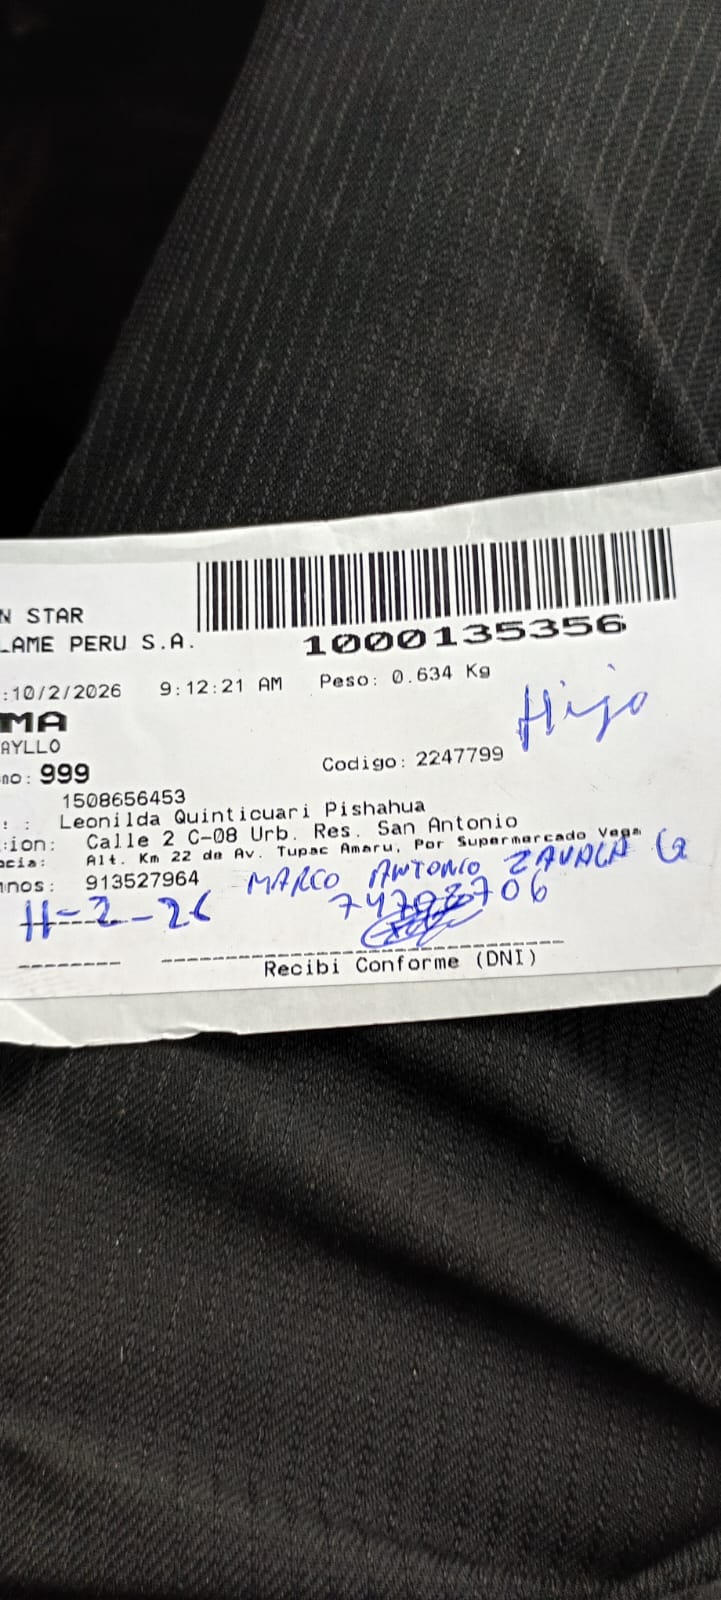 N STAR
LAME PERU S.A.
1000135356
:10/2/2026 9:12:21 AM Peso: 0.634 Kg
MA
Hijo
AYLLO
no: 999 Codigo: 2247799
1508656453
: : Leonilda Quinticuari Pishahua
ion: Calle 2 C-08 Urb. Res. San Antonio
cia: Alt. Km 22 de Av. Tupac Amaru, Por Supermercado Vega
nos: 913527964 MARCO ANTONIO ZAVALA G
11-2-26
Recibi Conforme (DNI)